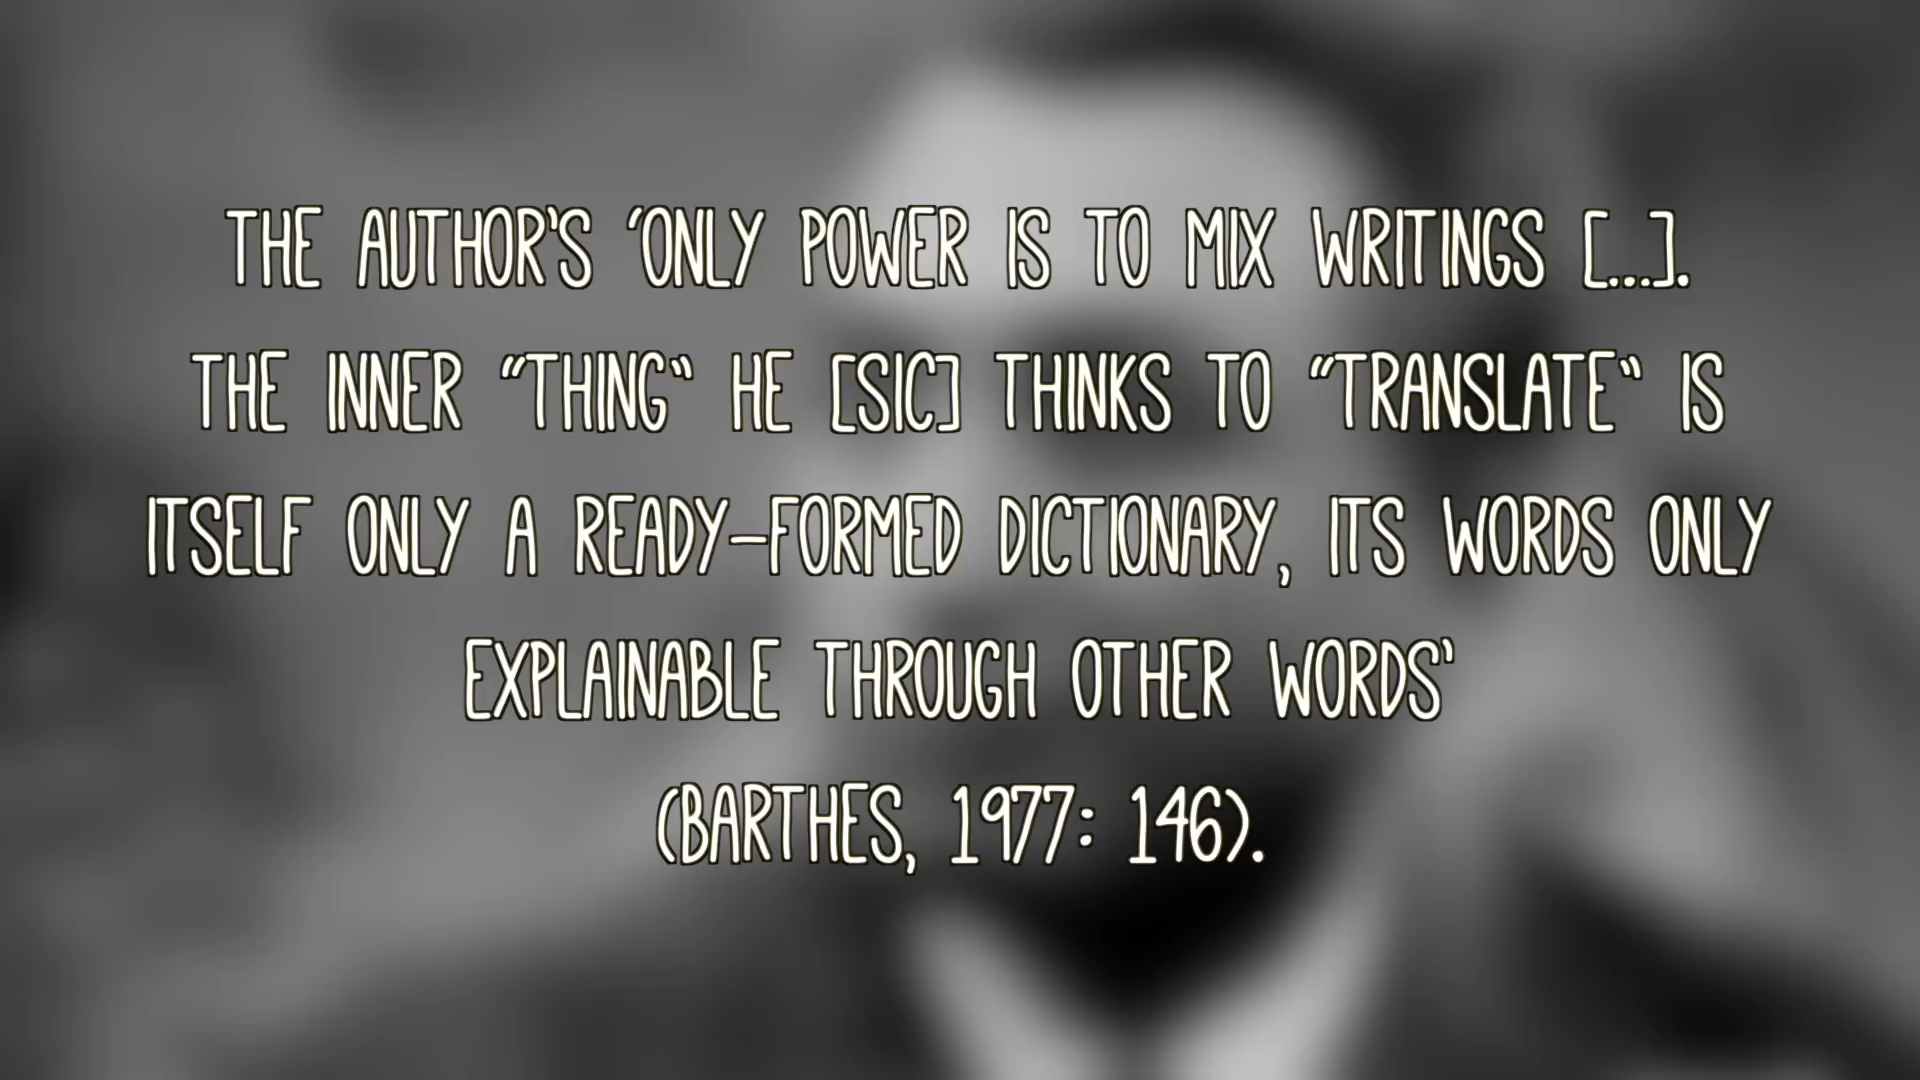 THE AUTHOR'S 'ONLY POWER IS TO MIX WRITINGS [...].
THE INNER "THING" HE [SIC] THINKS TO "TRANSLATE" IS
ITSELF ONLY A READY-FORMED DICTIONARY, ITS WORDS ONLY
EXPLAINABLE THROUGH OTHER WORDS'
(BARTHES, 1977: 146).